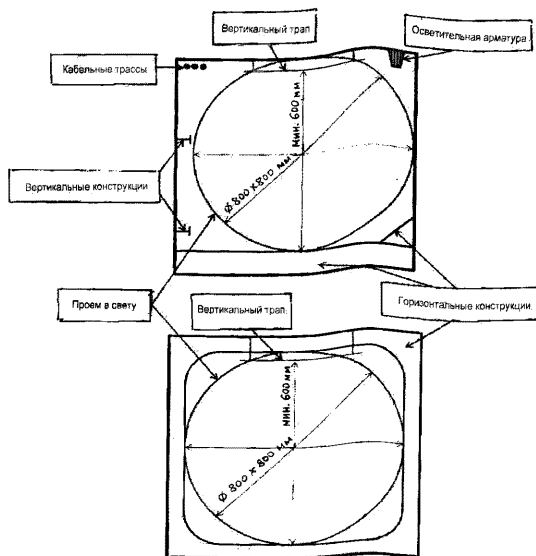 Вертикальный трап
Осветительная арматура
Кабельные трассы
мин. 600 мм
Ф 800 х 800 мм
Вертикальные конструкции
Проем в свету
Вертикальный трап
Горизонтальные конструкции
мин. 600 мм
Ф 800 х 800 мм